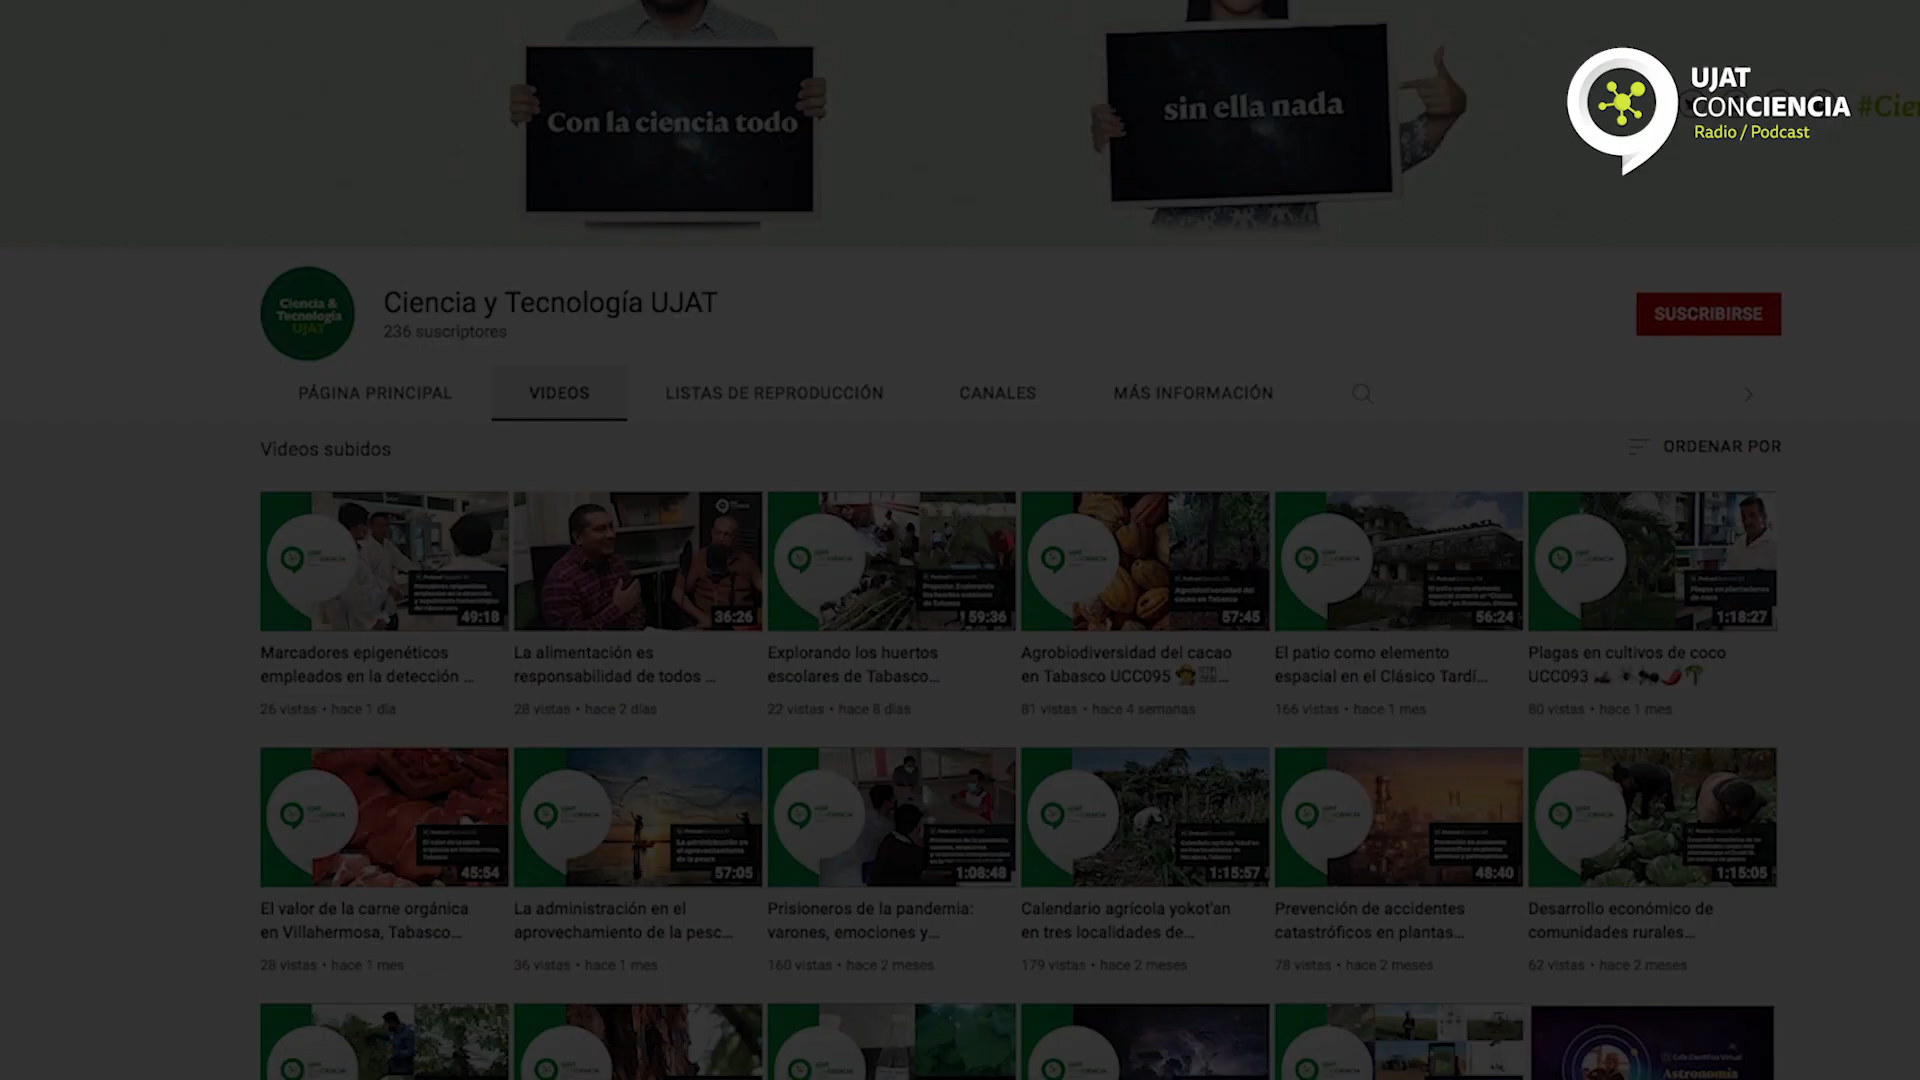 Con la ciencia todo
sin ella nada
UJAT
CONCIENCIA
Radio / Podcast
#Cien
Ciencia &
Tecnología
UJAT
Ciencia y Tecnología UJAT
236 suscriptores
SUSCRIBIRSE
PÁGINA PRINCIPAL
VIDEOS
LISTAS DE REPRODUCCIÓN
CANALES
MÁS INFORMACIÓN
Videos subidos
ORDENAR POR
49:18
36:26
59:36
57:45
56:24
1:18:27
Marcadores epigenéticos
empleados en la detección ...
26 vistas • hace 1 día
La alimentación es
responsabilidad de todos ...
28 vistas • hace 2 días
Explorando los huertos
escolares de Tabasco...
22 vistas • hace 8 días
Agrobiodiversidad del cacao
en Tabasco UCC095
81 vistas • hace 4 semanas
El patio como elemento
espacial en el Clásico Tardí...
166 vistas • hace 1 mes
Plagas en cultivos de coco
UCC093
80 vistas • hace 1 mes
45:54
57:05
1:08:48
1:15:57
48:40
1:15:05
El valor de la carne orgánica
en Villahermosa, Tabasco...
28 vistas • hace 1 mes
La administración en el
aprovechamiento de la pesc...
36 vistas • hace 1 mes
Prisioneros de la pandemia:
varones, emociones y...
160 vistas • hace 2 meses
Calendario agrícola yokot'an
en tres localidades de...
179 vistas • hace 2 meses
Prevención de accidentes
catastróficos en plantas...
78 vistas • hace 2 meses
Desarrollo económico de
comunidades rurales...
62 vistas • hace 2 meses
Café Científico Virtual
Astronomía